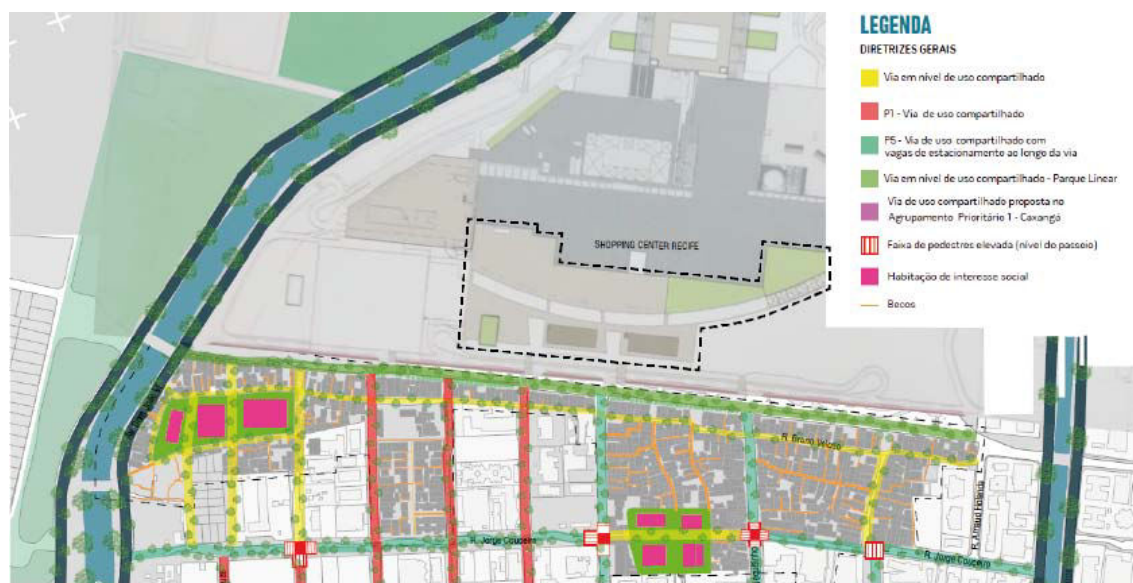 LEGENDA
DIRETRIZES GERAIS
Via em nível de uso compartilhado
P1 - Via de uso compartilhado
P5 - Via de uso compartilhado com
vagas de estacionamento ao longo da via
Via em nível de uso compartilhado - Parque Linear
Via de uso compartilhado proposta no
Agrupamento Prioritário 1 - Caxangá
Faixa de pedestres elevada (nível do passeio)
Habitação de interesse social
Becos
SHOPPING CENTER RECIFE
R. Bruno Veloso
R. Jorge Couceiro
R. Jorge Couceiro